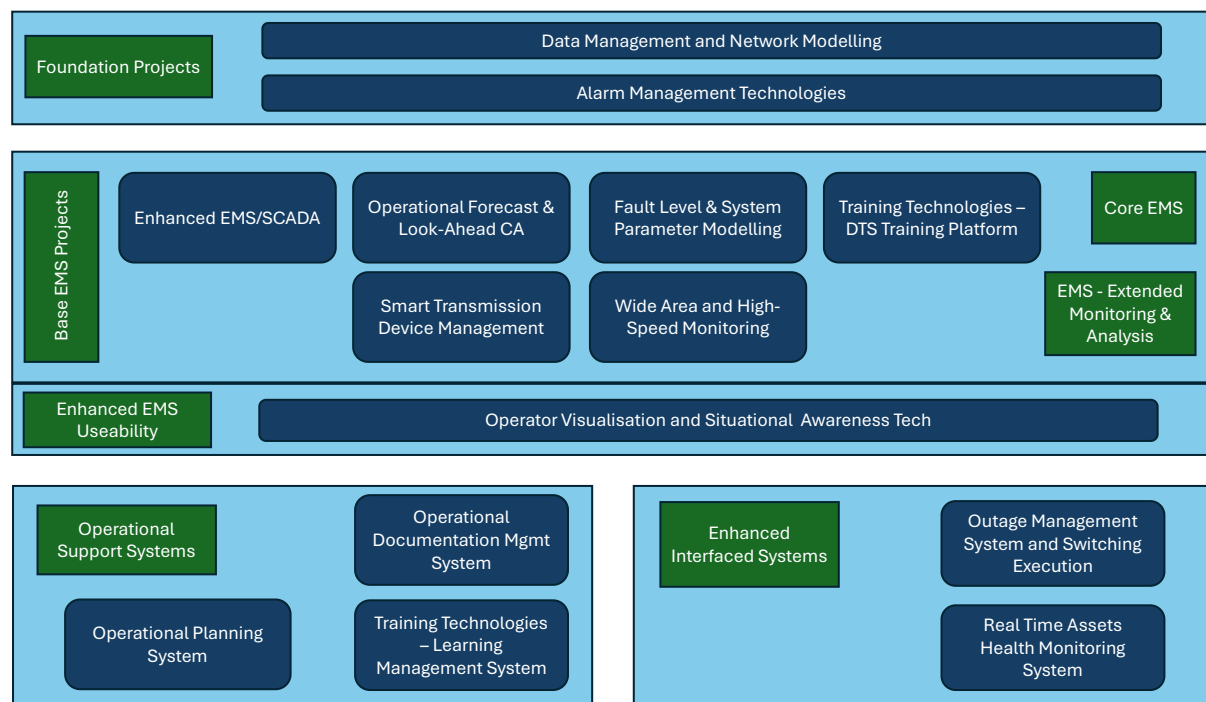 Foundation Projects
Data Management and Network Modelling
Alarm Management Technologies
Base EMS Projects
Enhanced EMS/SCADA
Operational Forecast &
Look-Ahead CA
Fault Level & System
Parameter Modelling
Training Technologies –
DTS Training Platform
Core EMS
Smart Transmission
Device Management
Wide Area and High-
Speed Monitoring
EMS - Extended
Monitoring &
Analysis
Enhanced EMS
Useability
Operator Visualisation and Situational Awareness Tech
Operational
Support Systems
Operational
Documentation Mgmt
System
Operational Planning
System
Training Technologies
– Learning
Management System
Enhanced
Interfaced Systems
Outage Management
System and Switching
Execution
Real Time Assets
Health Monitoring
System